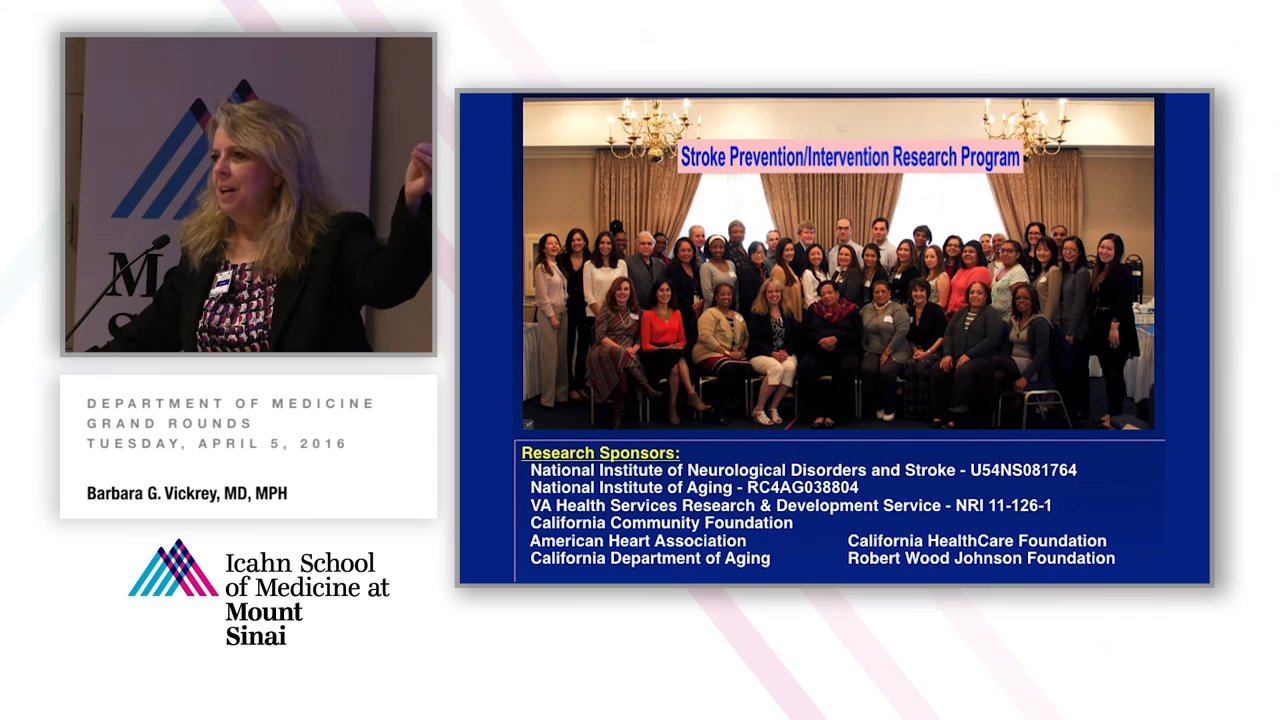 DEPARTMENT OF MEDICINE
GRAND ROUNDS
TUESDAY, APRIL 5, 2016
Barbara G. Vickrey, MD, MPH
Icahn School
of Medicine at
Mount
Sinai
Stroke Prevention/Intervention Research Program
Research Sponsors:
National Institute of Neurological Disorders and Stroke - U54NS081764
National Institute of Aging - RC4AG038804
VA Health Services Research & Development Service - NRI 11-126-1
California Community Foundation
American Heart Association California HealthCare Foundation
California Department of Aging Robert Wood Johnson Foundation